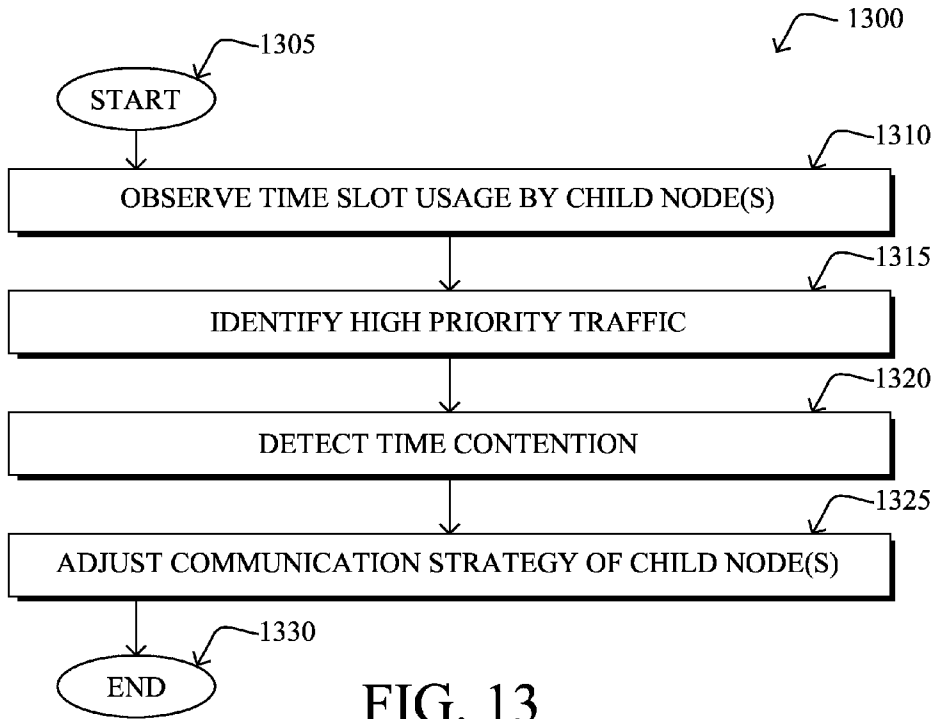 1300
1305
START
1310
OBSERVE TIME SLOT USAGE BY CHILD NODE(S)
1315
IDENTIFY HIGH PRIORITY TRAFFIC
1320
DETECT TIME CONTENTION
1325
ADJUST COMMUNICATION STRATEGY OF CHILD NODE(S)
1330
END
FIG. 13